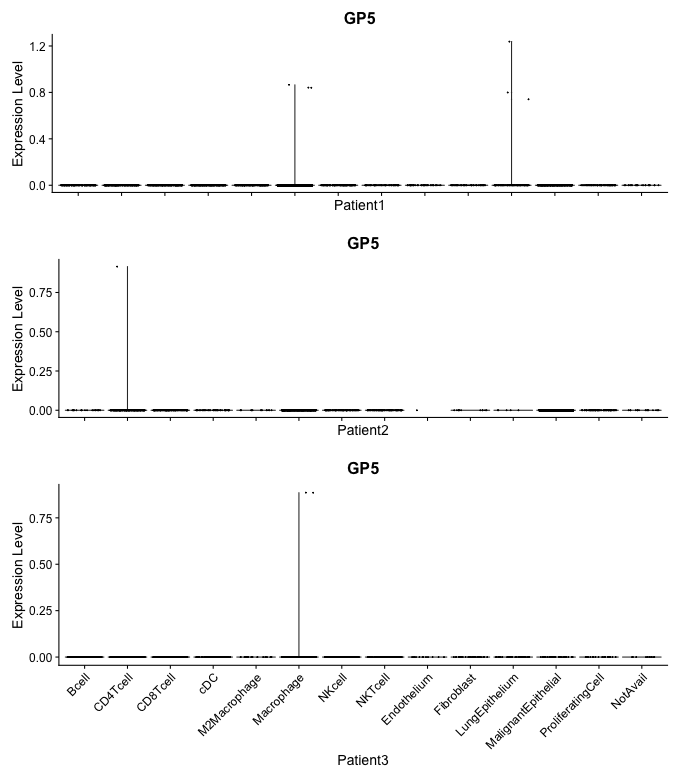 GP5
Expression Level
1.2
0.8
0.4
0.0
Patient1
GP5
Expression Level
0.75
0.50
0.25
0.00
Patient2
GP5
Expression Level
0.75
0.50
0.25
0.00
Bcell
CD4Tcell
CD8Tcell
cDC
M2Macrophage
Macrophage
NKcell
NKTcell
Endothelium
Fibroblast
LungEpithelium
MalignantEpithelial
ProliferatingCell
NotAvail
Patient3